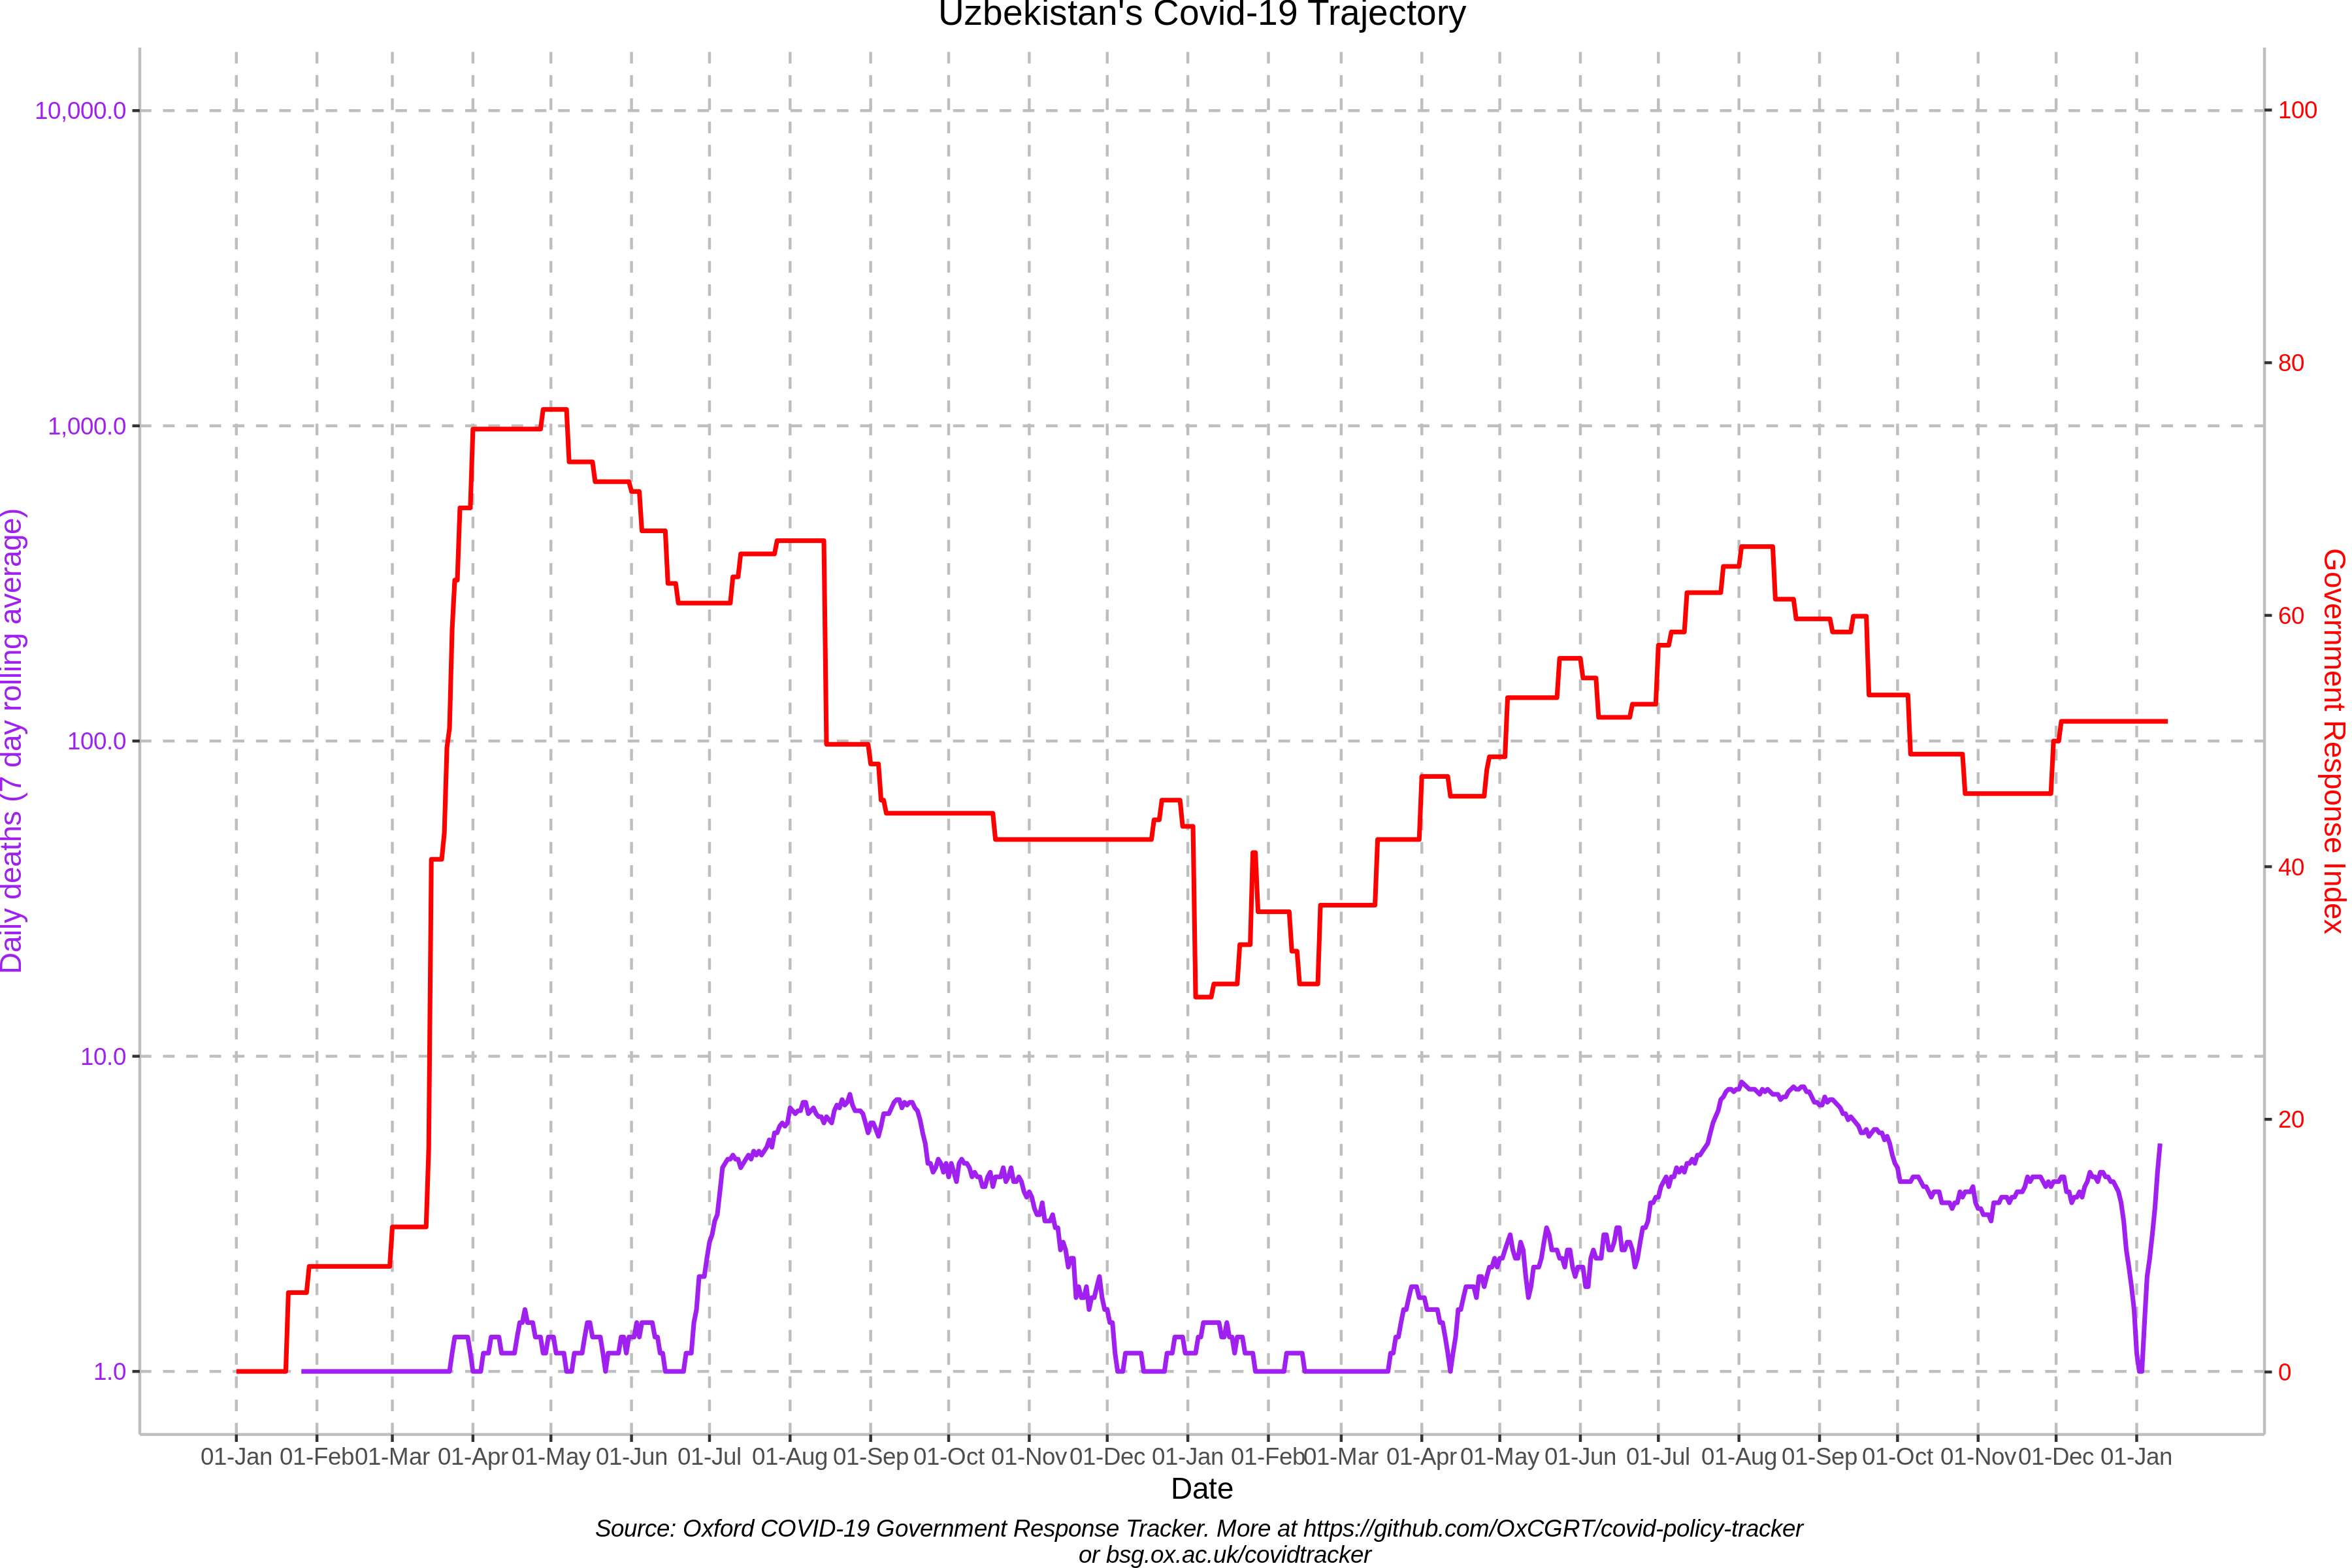 Uzbekistan's Covid-19 Trajectory
10,000.0
1,000.0
100.0
10.0
1.0
Daily deaths (7 day rolling average)
100
80
60
40
20
0
Government Response Index
01-Jan 01-Feb 01-Mar 01-Apr 01-May 01-Jun 01-Jul 01-Aug 01-Sep 01-Oct 01-Nov 01-Dec 01-Jan 01-Feb 01-Mar 01-Apr 01-May 01-Jun 01-Jul 01-Aug 01-Sep 01-Oct 01-Nov 01-Dec 01-Jan
Date
Source: Oxford COVID-19 Government Response Tracker. More at https://github.com/OxCGRT/covid-policy-tracker
or bsg.ox.ac.uk/covidtracker